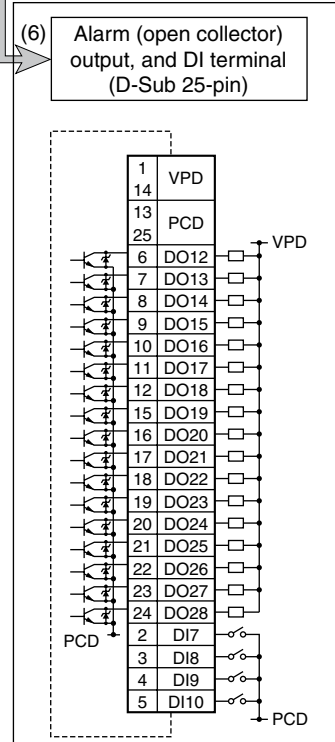 (6)
Alarm (open collector)
output, and DI terminal
(D-Sub 25-pin)
1
14
VPD
13
25
PCD
VPD
6 DO12
7 DO13
8 DO14
9 DO15
10 DO16
11 DO17
12 DO18
15 DO19
16 DO20
17 DO21
18 DO22
19 DO23
20 DO24
21 DO25
22 DO26
23 DO27
24 DO28
PCD
2 DI7
3 DI8
4 DI9
5 DI10
PCD